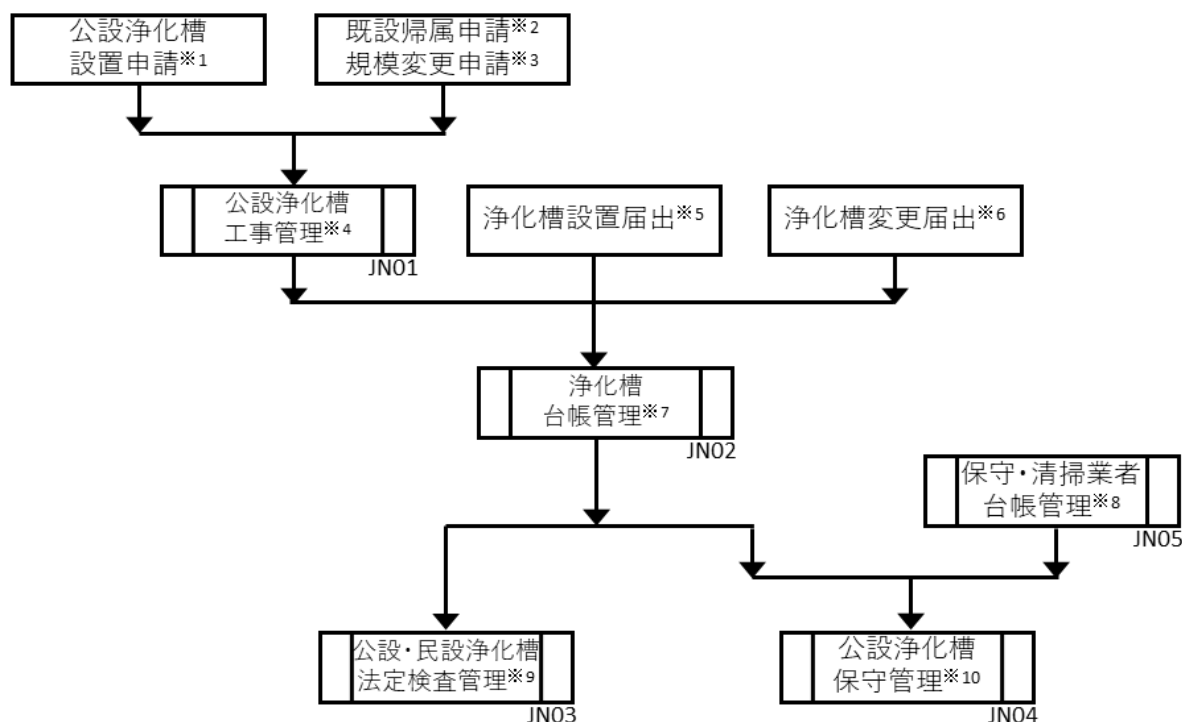 公設浄化槽
設置申請※1
既設帰属申請※2
規模変更申請※3
公設浄化槽
工事管理※4
JN01
浄化槽設置届出※5
浄化槽変更届出※6
浄化槽
台帳管理※7
JN02
保守・清掃業者
台帳管理※8
JN05
公設・民設浄化槽
法定検査管理※9
JN03
公設浄化槽
保守管理※10
JN04